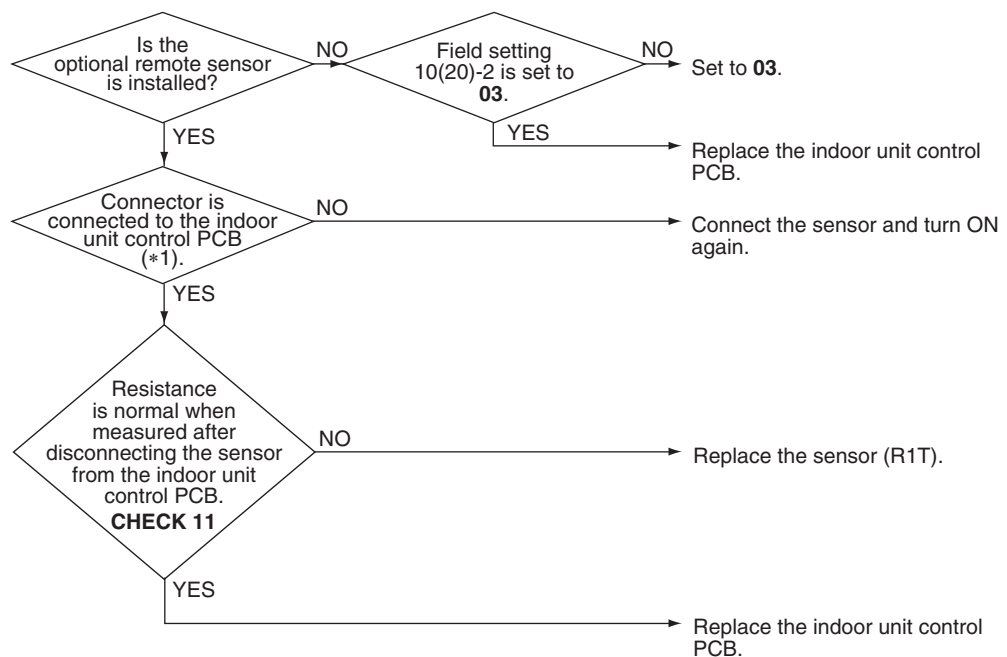 Is the
optional remote sensor
is installed?
NO
Field setting
10(20)-2 is set to
03.
NO
Set to 03.
YES
YES
Replace the indoor unit control
PCB.
Connector is
connected to the indoor
unit control PCB
(*1).
NO
Connect the sensor and turn ON
again.
YES
Resistance
is normal when
measured after
disconnecting the sensor
from the indoor unit
control PCB.
CHECK 11
NO
Replace the sensor (R1T).
YES
Replace the indoor unit control
PCB.